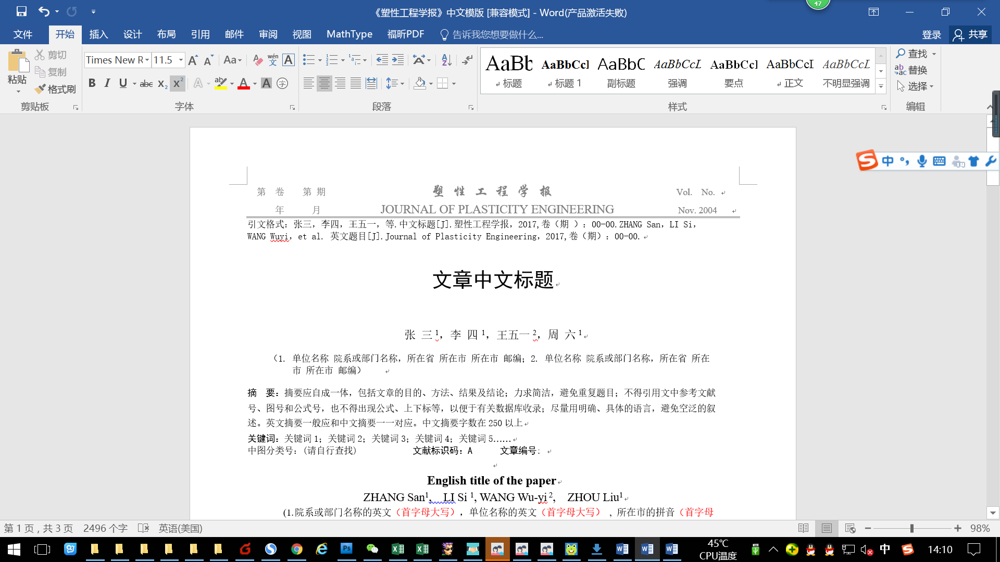 47
《塑性工程学报》中文模版 [兼容模式] - Word(产品激活失败)
文件 开始 插入 设计 布局 引用 邮件 审阅 视图 MathType 福昕PDF 告诉我您想要做什么... 登录 共享
剪切
复制
格式刷
粘贴
剪贴板
Times New R 11.5 Aa wén 文 A
B I U abc x₂ x² A ab A A 字
字体
段落
AaBb AaBbCcI AaBbC AaBbCcL AaBbCcI AaBbCcI AaBbCcL
标题 标题 1 副标题 强调 要点 正文 不明显强调
样式
查找
替换
选择
编辑
中
第 卷 第 期 塑 性 工 程 学 报 Vol. No.
年 月 JOURNAL OF PLASTICITY ENGINEERING Nov. 2004
引文格式：张三，李四，王五一，等.中文标题[J].塑性工程学报，2017,卷（期 ）：00-00.ZHANG San，LI Si，
WANG Wuyi，et al. 英文题目[J].Journal of Plasticity Engineering，2017,卷（期）：00-00.
文章中文标题
张 三¹，李 四¹，王五一²，周 六¹
（1. 单位名称 院系或部门名称，所在省 所在市 所在市 邮编；2. 单位名称 院系或部门名称，所在省 所在
市 所在市 邮编）
摘 要：摘要应自成一体，包括文章的目的、方法、结果及结论；力求简洁，避免重复题目；不得引用文中参考文献
号、图号和公式号，也不得出现公式、上下标等，以便于有关数据库收录；尽量用明确、具体的语言，避免空泛的叙
述。英文摘要一般应和中文摘要一一对应。中文摘要字数在 250 以上
关键词：关键词 1；关键词 2；关键词 3；关键词 4；关键词 5……
中图分类号：(请自行查找) 文献标识码：A 文章编号:
English title of the paper
ZHANG San¹, LI Si ¹, WANG Wu-yi ², ZHOU Liu¹
(1.院系或部门名称的英文（首字母大写），单位名称的英文（首字母大写）, 所在市的拼音（首字母
第 1 页，共 3 页 2496 个字 英语(美国) 98%
45℃
CPU温度
中
14:10